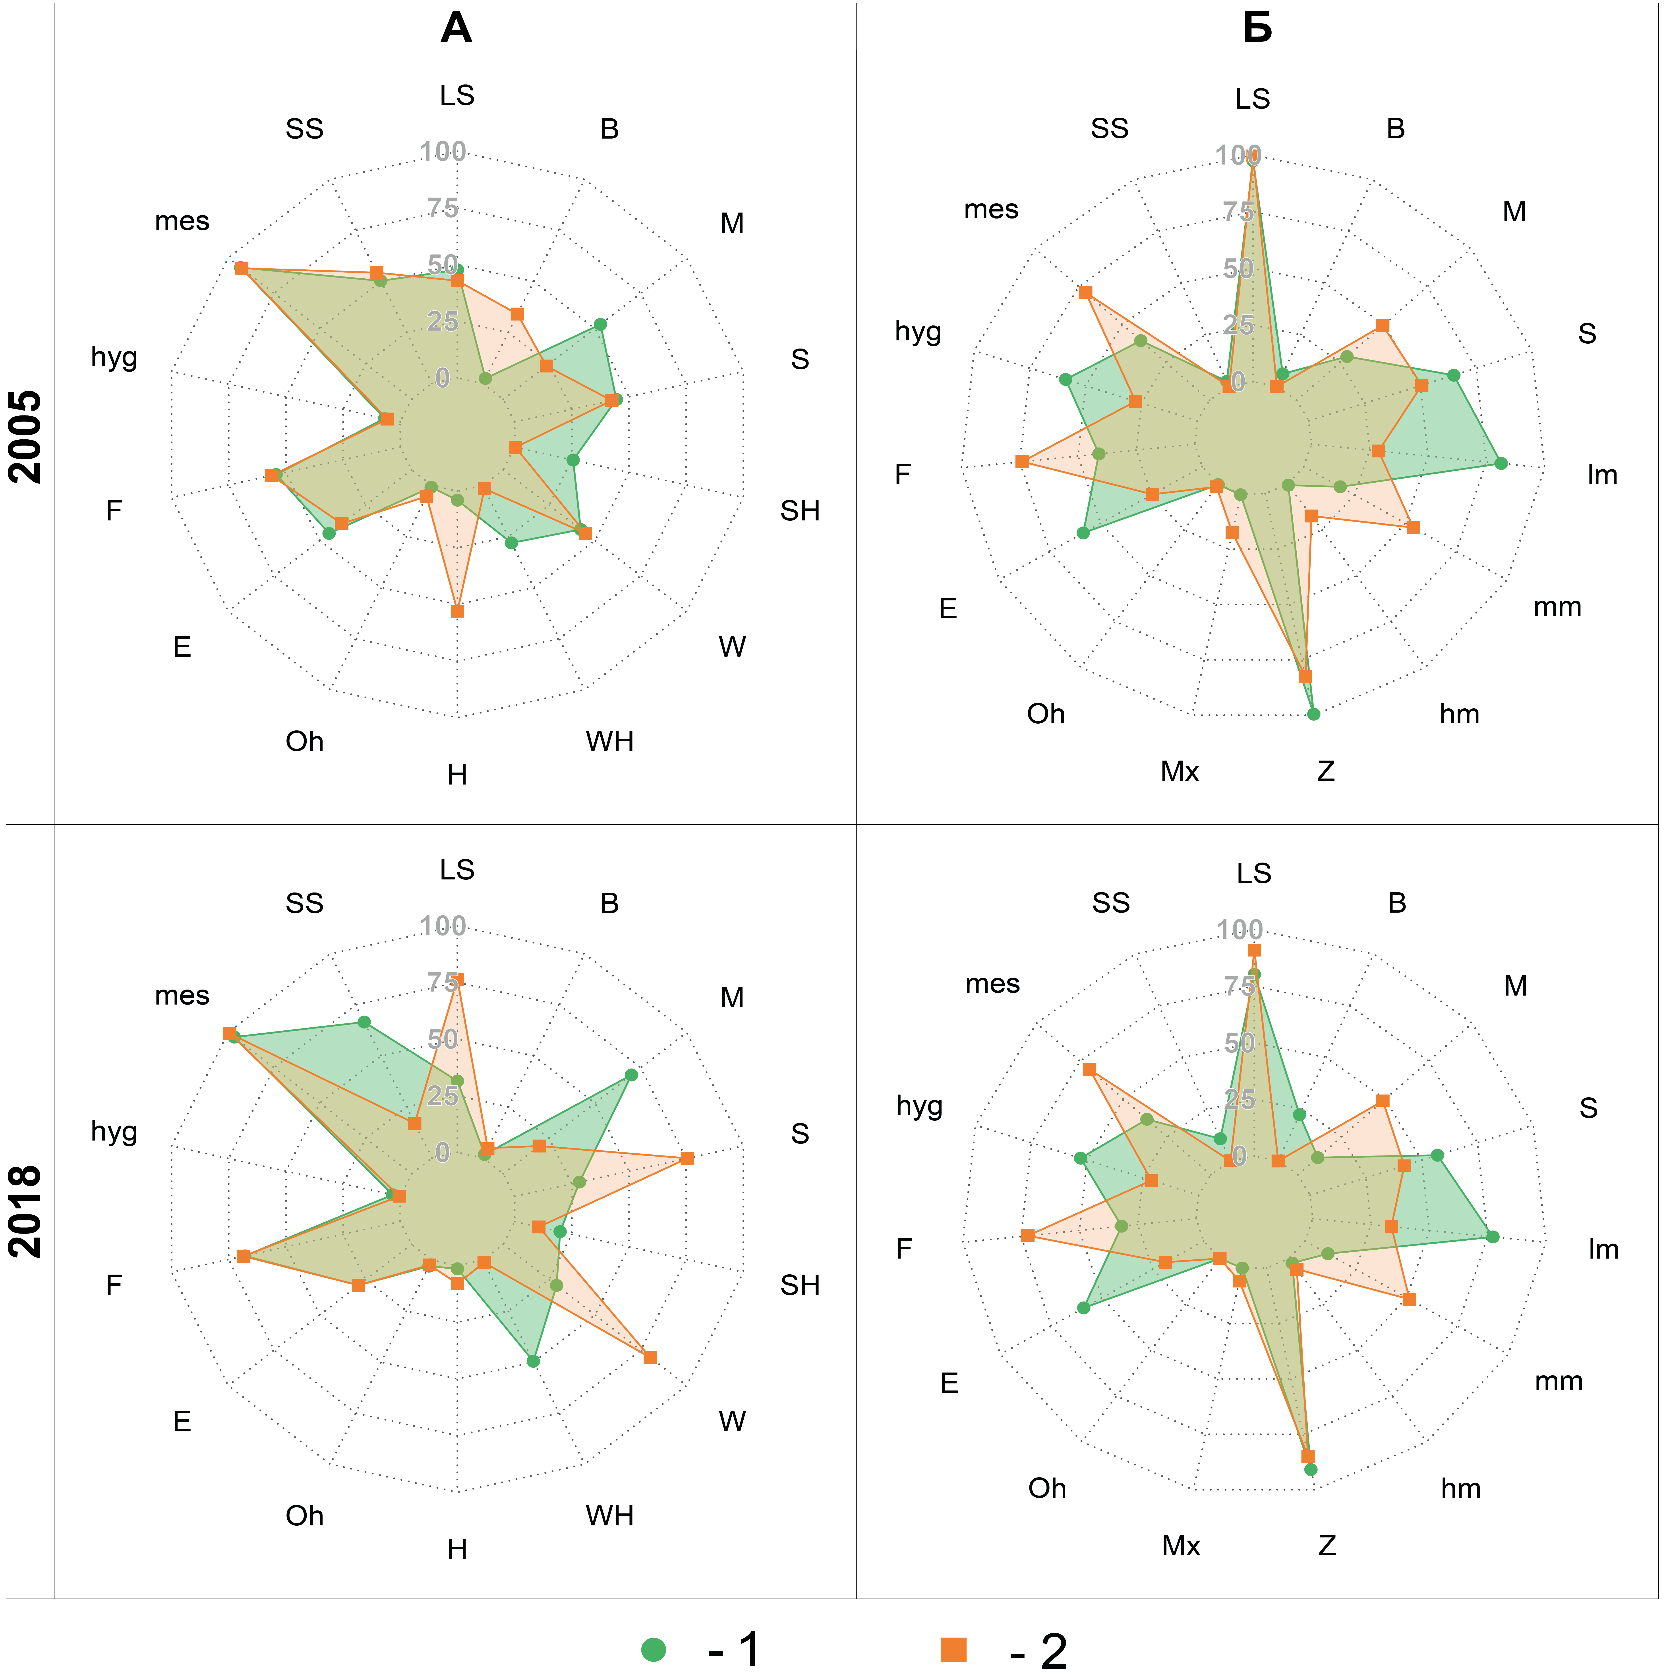 А
Б
2005
LS
SS
B
mes
M
hyg
S
F
SH
E
W
Oh
WH
H
100
75
50
25
0
LS
SS
B
mes
M
hyg
S
F
lm
E
mm
Oh
hm
Mx
Z
100
75
50
25
0
2018
LS
SS
B
mes
M
hyg
S
F
SH
E
W
Oh
WH
H
100
75
50
25
0
LS
SS
B
mes
M
hyg
S
F
lm
E
mm
Oh
hm
Mx
Z
100
75
50
25
0
- 1
- 2